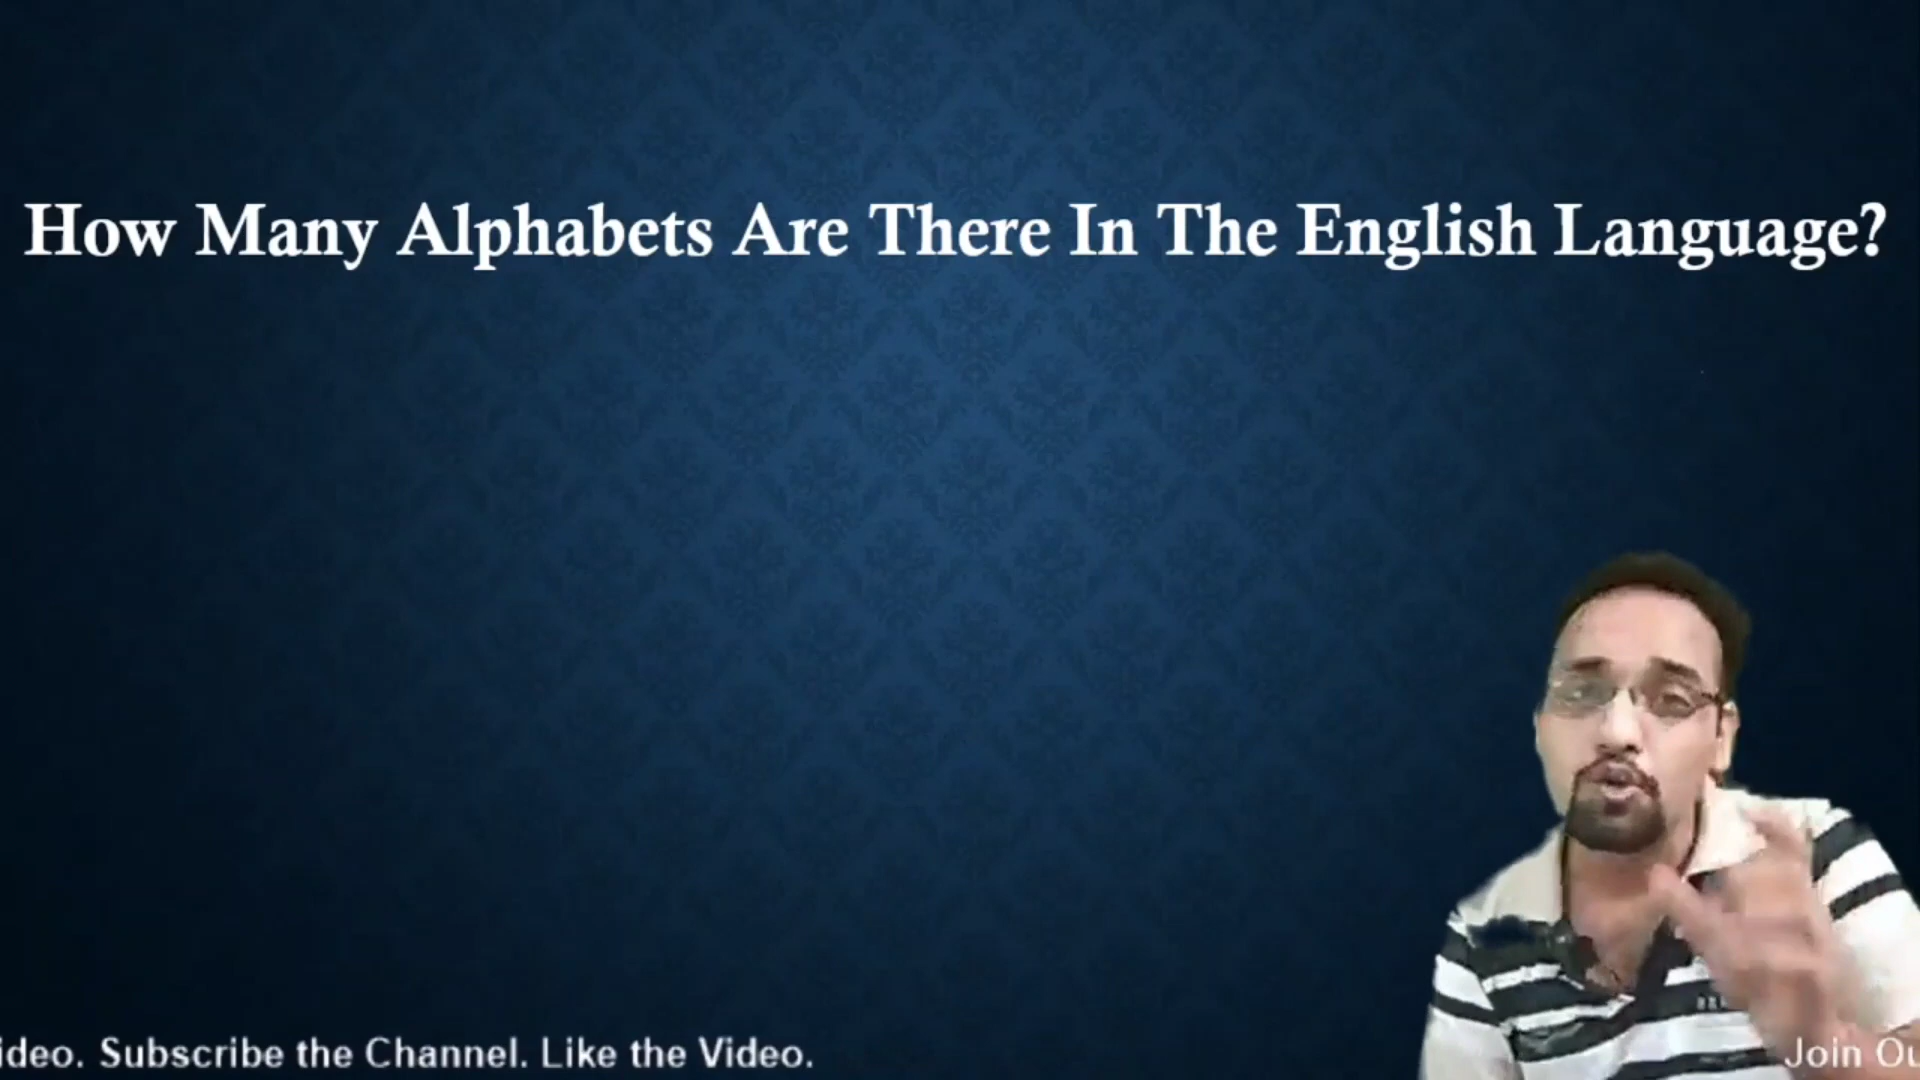 How Many Alphabets Are There In The English Language?
ideo. Subscribe the Channel. Like the Video.
Join Ou